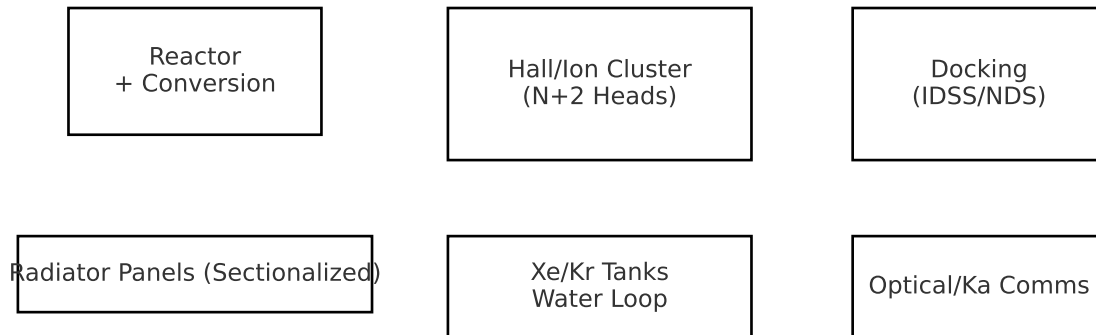 Reactor
+ Conversion
Hall/Ion Cluster
(N+2 Heads)
Docking
(IDSS/NDS)
Radiator Panels (Sectionalized)
Xe/Kr Tanks
Water Loop
Optical/Ka Comms